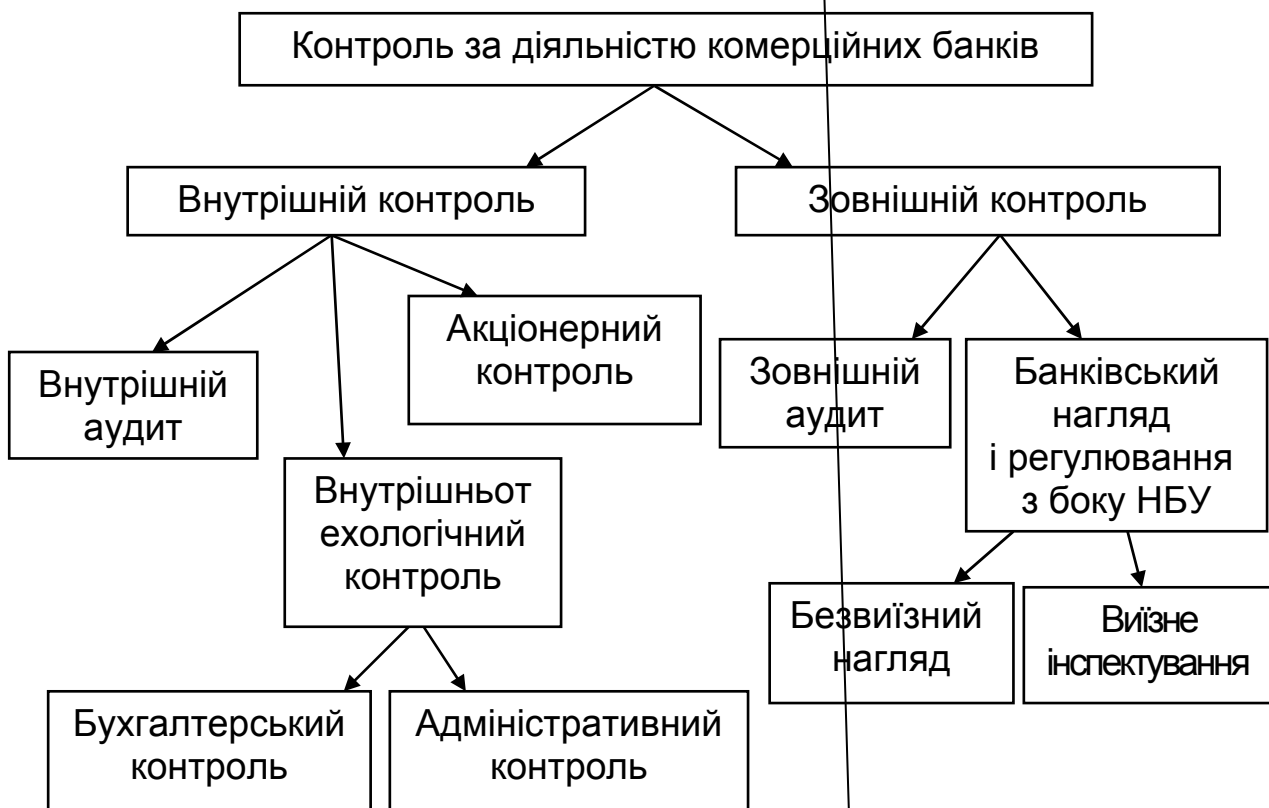 Контроль за діяльністю комерційних банків
Внутрішній контроль
Зовнішній контроль
Внутрішній
аудит
Акціонерний
контроль
Зовнішній
аудит
Банківський
нагляд
і регулювання
з боку НБУ
Внутрішньот
ехологічний
контроль
Безвиїзний
нагляд
Виїзне
інспектування
Бухгалтерський
контроль
Адміністративний
контроль